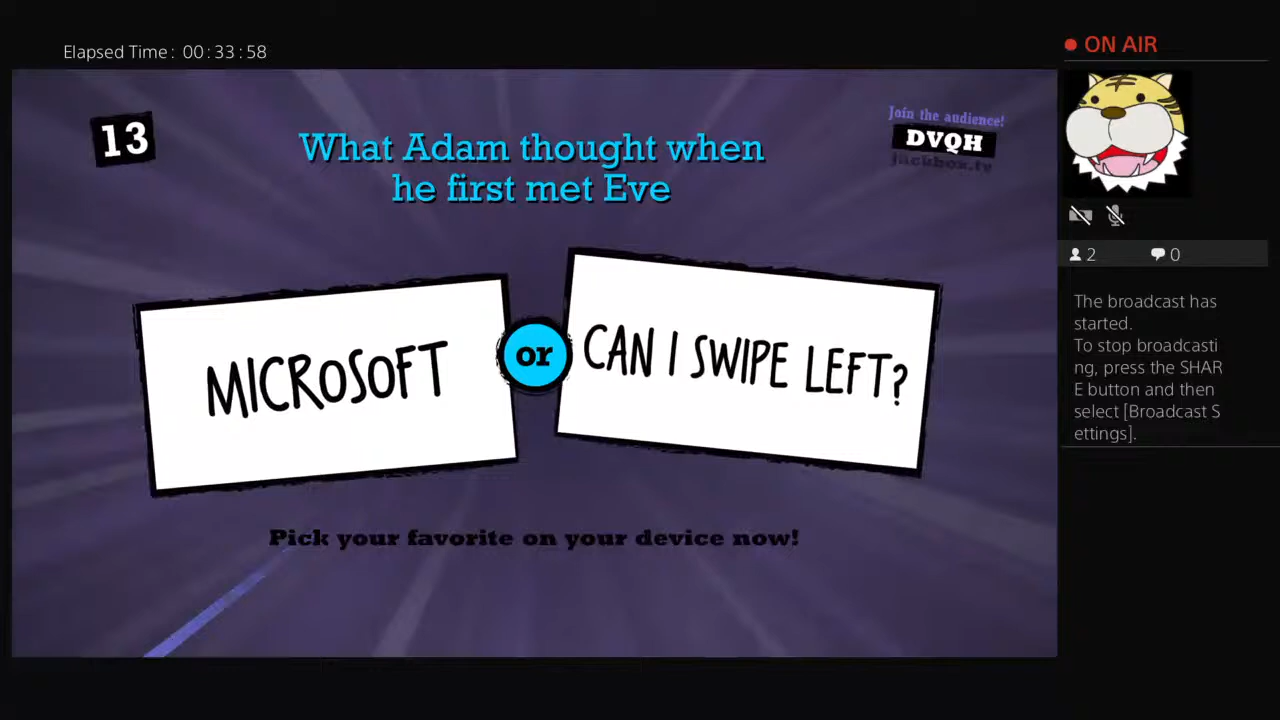 Elapsed Time: 00:33:58
ON AIR
13
What Adam thought when
he first met Eve
Join the audience!
DVQH
jackbox.tv
MICROSOFT
or
CAN I SWIPE LEFT?
Pick your favorite on your device now!
2
0
The broadcast has
started.
To stop broadcasti
ng, press the SHAR
E button and then
select [Broadcast S
ettings].